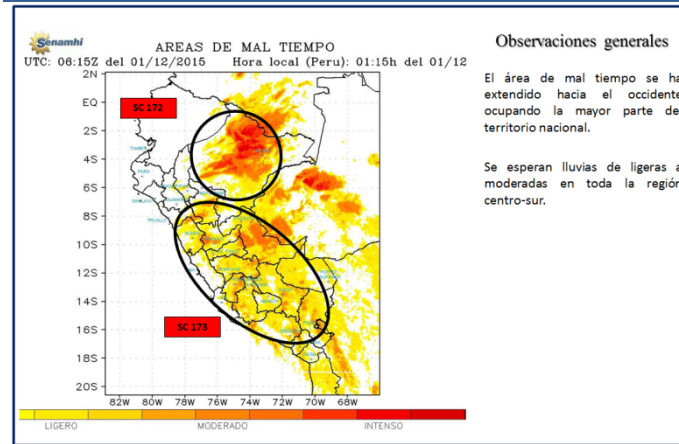 Senamhi
AREAS DE MAL TIEMPO
UTC: 06:15Z del 01/12/2015 Hora local (Peru): 01:15h del 01/12
2N
EQ
2S
4S
6S
8S
10S
12S
14S
16S
18S
20S
SC 172
SC 173
82W 80W 78W 76W 74W 72W 70W 68W
LIGERO MODERADO INTENSO
Observaciones generales
El área de mal tiempo se ha
extendido hacia el occidente
ocupando la mayor parte de
territorio nacional.
Se esperan lluvias de ligeras a
moderadas en toda la región
centro-sur.